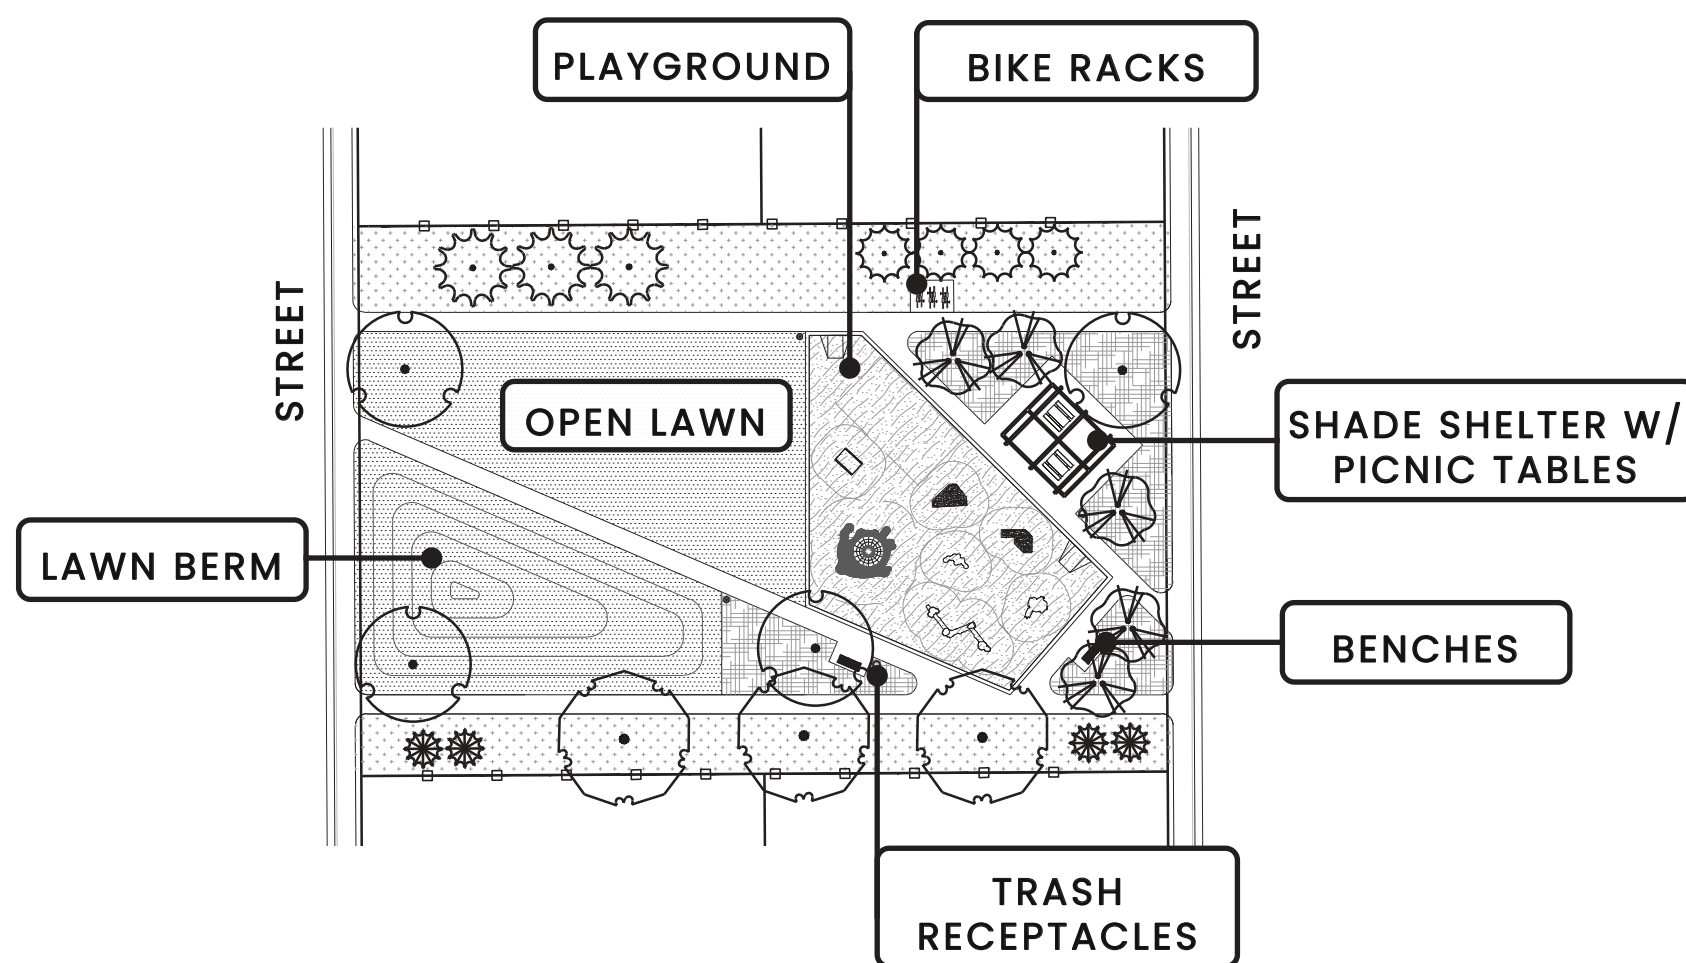 PLAYGROUND
BIKE RACKS
STREET
STREET
OPEN LAWN
SHADE SHELTER W/
PICNIC TABLES
LAWN BERM
BENCHES
TRASH
RECEPTACLES